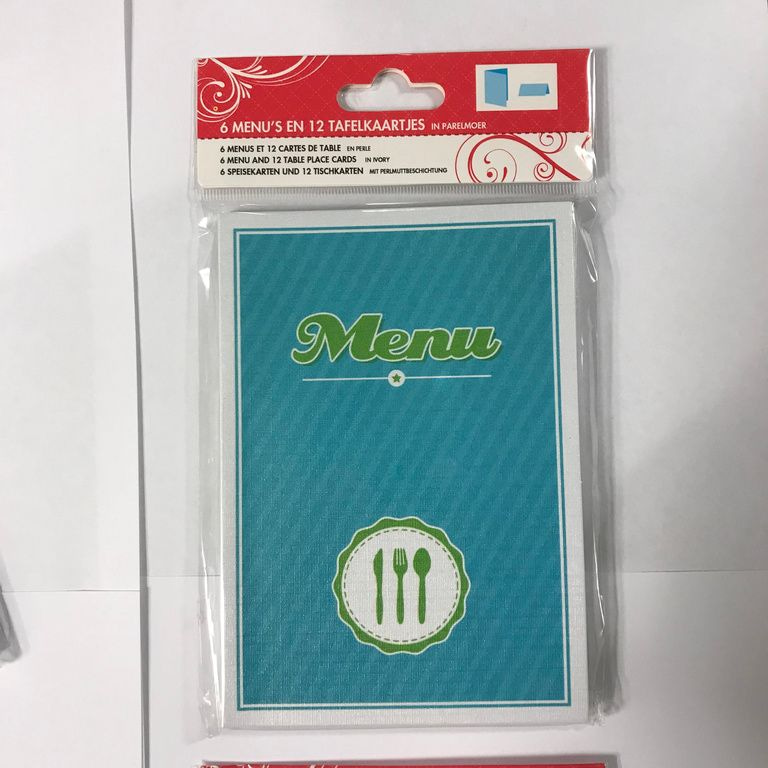 6 MENU'S EN 12 TAFELKAARTJES IN PARELMOER
6 MENUS ET 12 CARTES DE TABLE EN PERLE
6 MENU AND 12 TABLE PLACE CARDS IN IVORY
6 SPEISEKARTEN UND 12 TISCHKARTEN MIT PERLMUTTBESCHICHTUNG
Menu